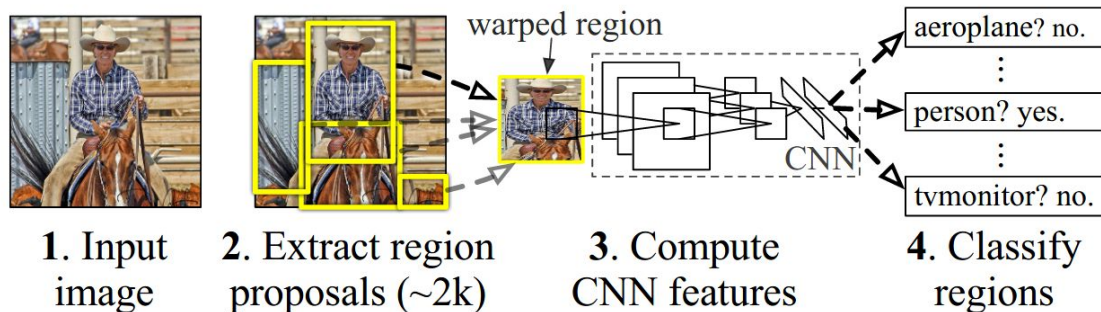 warped region
aeroplane? no.
⋮
person? yes.
⋮
tvmonitor? no.
CNN
1. Input
image
2. Extract region
proposals (~2k)
3. Compute
CNN features
4. Classify
regions